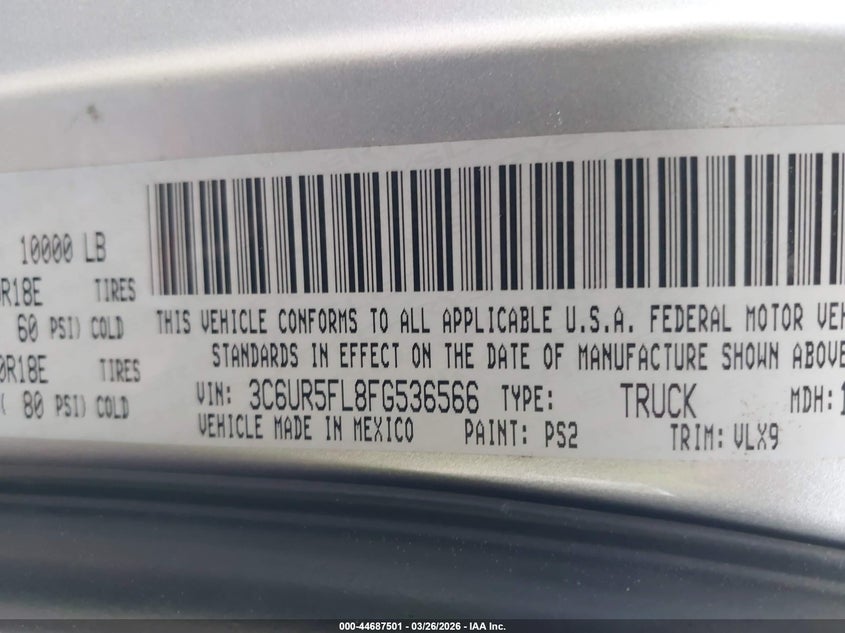 10000 LB
R18E TIRES
60 PSI) COLD
0R18E TIRES
( 80 PSI) COLD
THIS VEHICLE CONFORMS TO ALL APPLICABLE U.S.A. FEDERAL MOTOR VEH
STANDARDS IN EFFECT ON THE DATE OF MANUFACTURE SHOWN ABOVE
VIN: 3C6UR5FL8FG536566 TYPE: TRUCK MDH: 1
VEHICLE MADE IN MEXICO PAINT: PS2 TRIM: VLX9
000-44687501 - 03/26/2026 - IAA Inc.